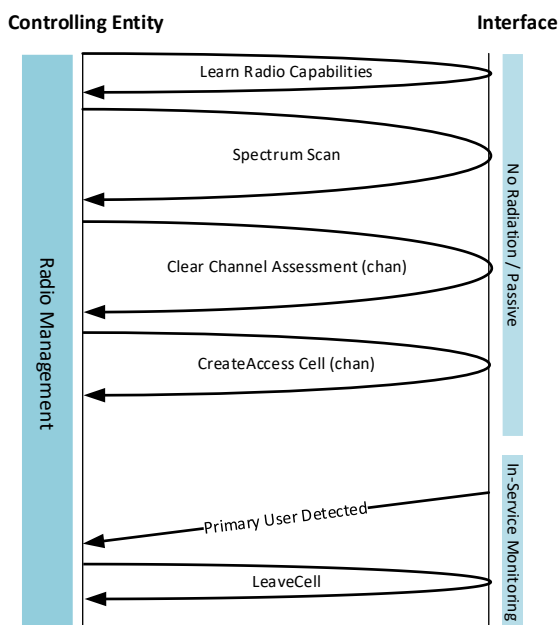 Controlling Entity
Interface
Learn Radio Capabilities
Spectrum Scan
Clear Channel Assessment (chan)
CreateAccess Cell (chan)
Primary User Detected
LeaveCell
Radio Management
No Radiation / Passive
In-Service Monitoring